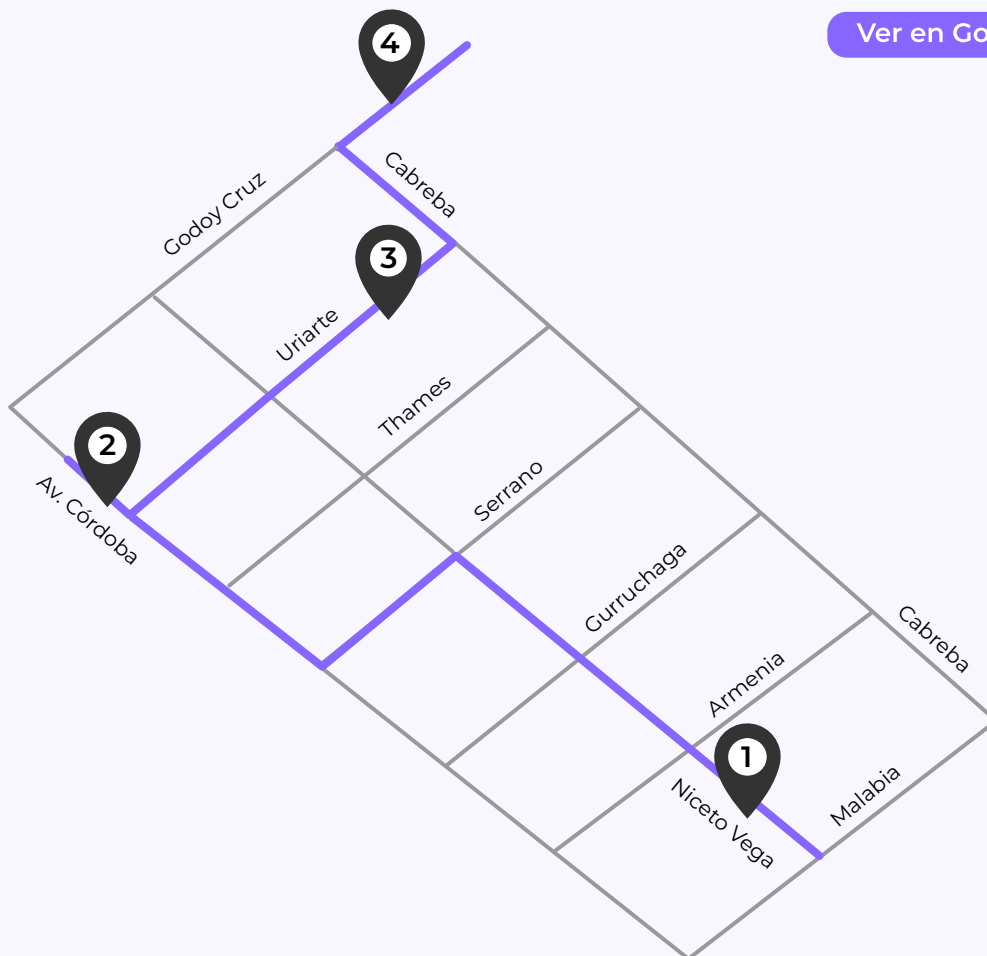 Ver en Go
4
Cabreba
Godoy Cruz
3
Uriarte
Thames
2
Av. Córdoba
Serrano
Gurruchaga
Cabreba
Armenia
1
Niceto Vega
Malabia